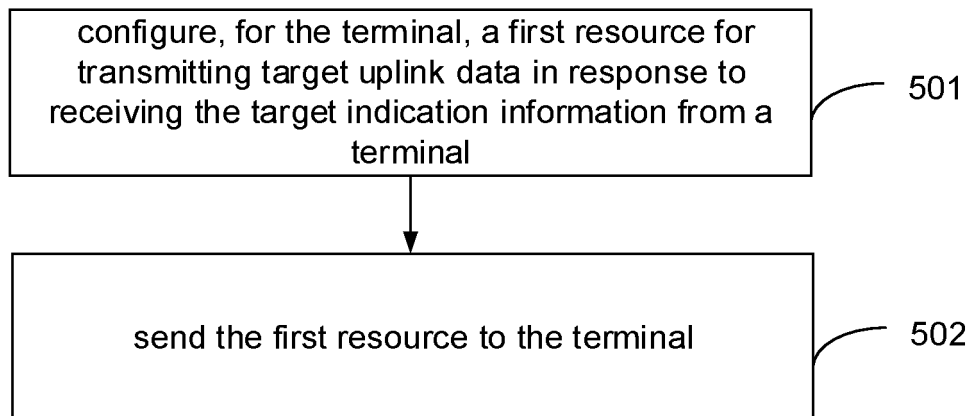 configure, for the terminal, a first resource for
transmitting target uplink data in response to
receiving the target indication information from a
terminal
501
send the first resource to the terminal
502